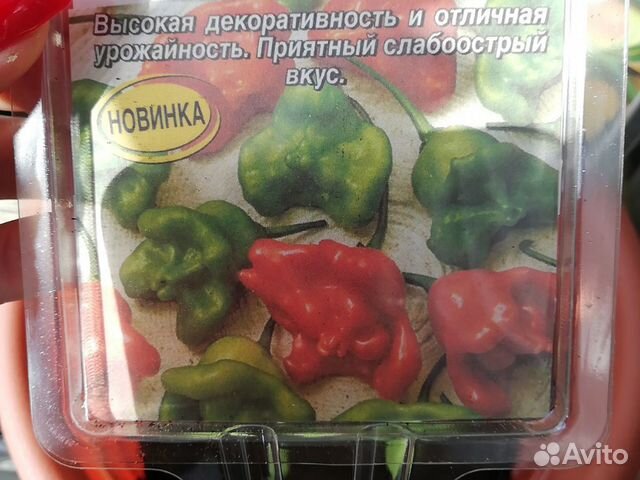 Высокая декоративность и отличная
урожайность. Приятный слабоострый
вкус.
НОВИНКА
Avito